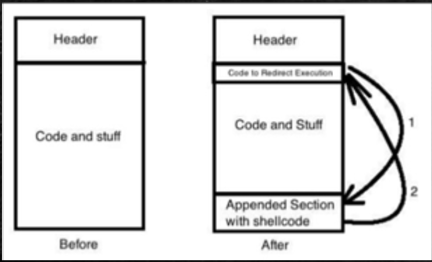 Header
Code and stuff
Before
Header
Code to Redirect Execution
Code and Stuff
Appended Section
with shellcode
After
1
2